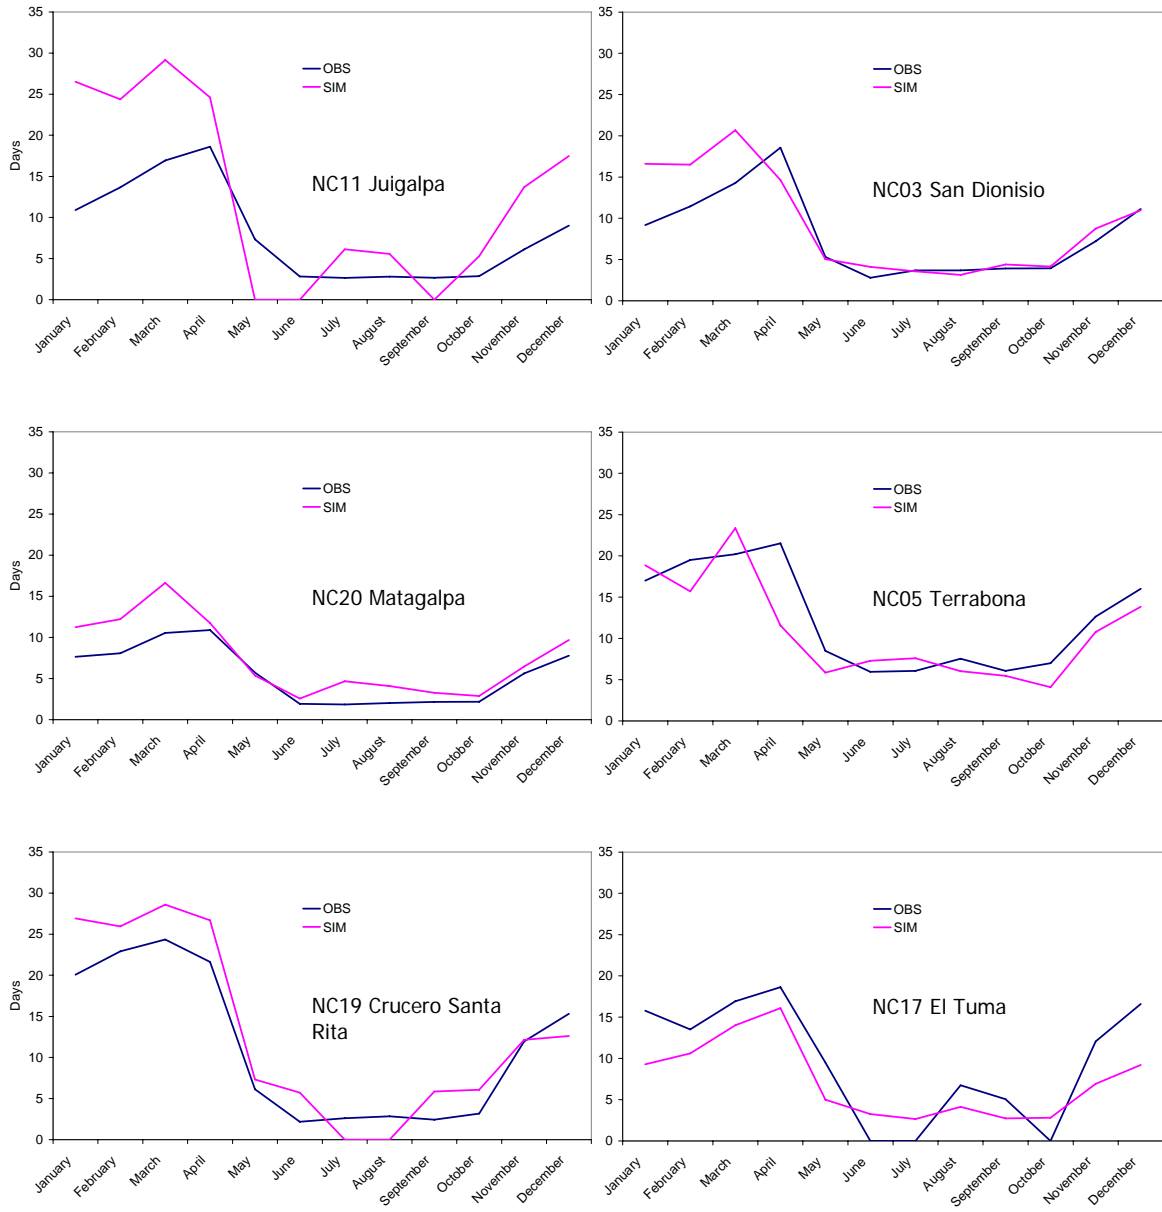 35
30
25
20
15
10
5
0
Days
OBS
SIM
NC11 Juigalpa
January
February
March
April
May
June
July
August
September
October
November
December
35
30
25
20
15
10
5
0
OBS
SIM
NC03 San Dionisio
January
February
March
April
May
June
July
August
September
October
November
December
35
30
25
20
15
10
5
0
Days
OBS
SIM
NC20 Matagalpa
January
February
March
April
May
June
July
August
September
October
November
December
35
30
25
20
15
10
5
0
OBS
SIM
NC05 Terrabona
January
February
March
April
May
June
July
August
September
October
November
December
35
30
25
20
15
10
5
0
Days
OBS
SIM
NC19 Crucero Santa
Rita
January
February
March
April
May
June
July
August
September
October
November
December
35
30
25
20
15
10
5
0
OBS
SIM
NC17 El Tuma
January
February
March
April
May
June
July
August
September
October
November
December